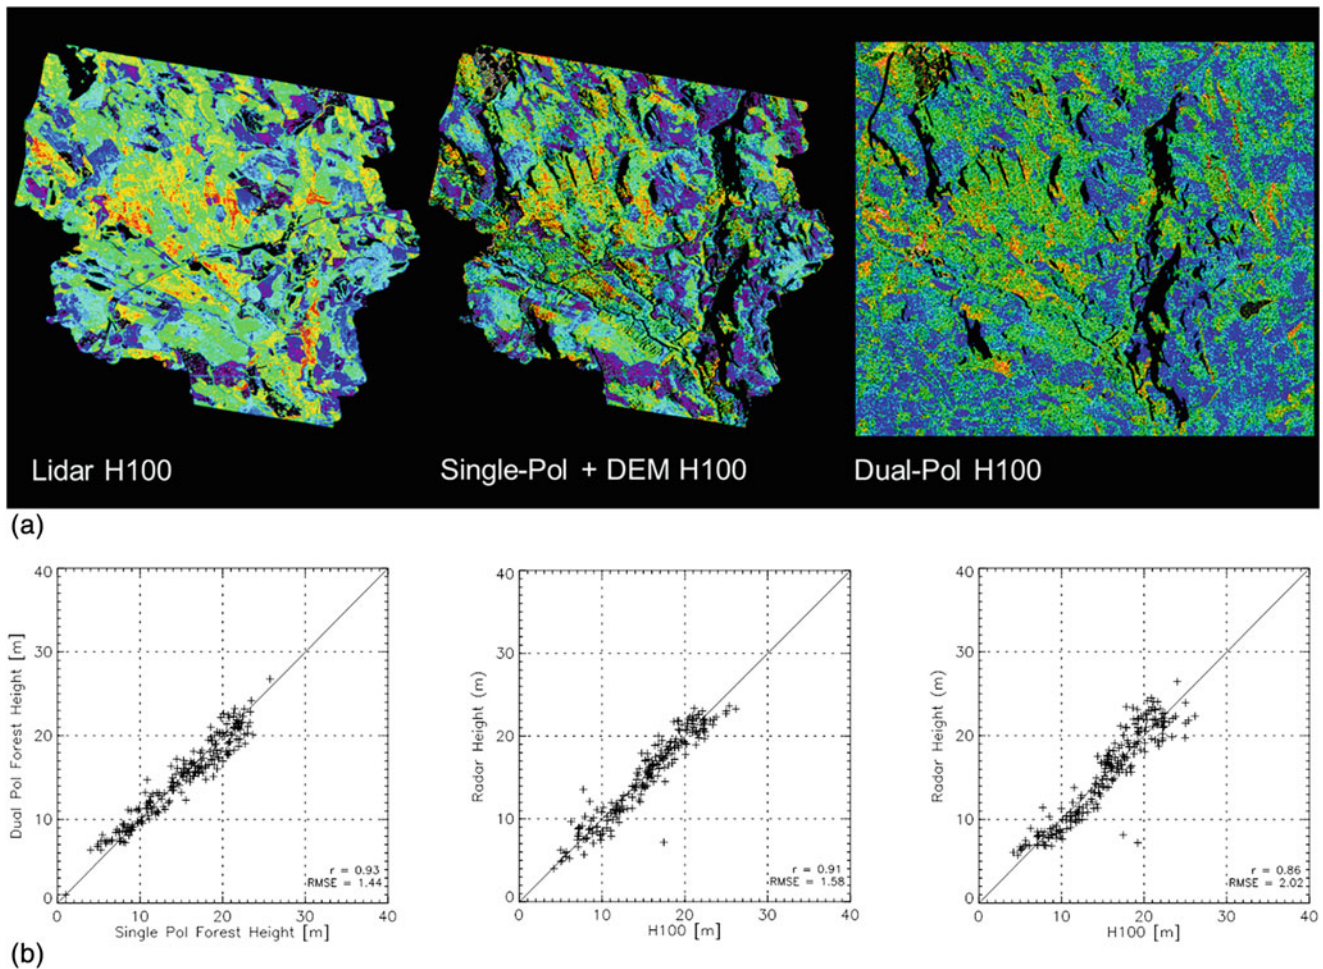 Lidar H100
Single-Pol + DEM H100
Dual-Pol H100
(a)
Dual Pol Forest Height [m]
40
30
20
10
0
0 10 20 30 40
Single Pol Forest Height [m]
r = 0.93
RMSE = 1.44
Radar Height (m)
40
30
20
10
0
0 10 20 30 40
H100 [m]
r = 0.91
RMSE = 1.58
Radar Height (m)
40
30
20
10
0
0 10 20 30 40
H100 [m]
r = 0.86
RMSE = 2.02
(b)